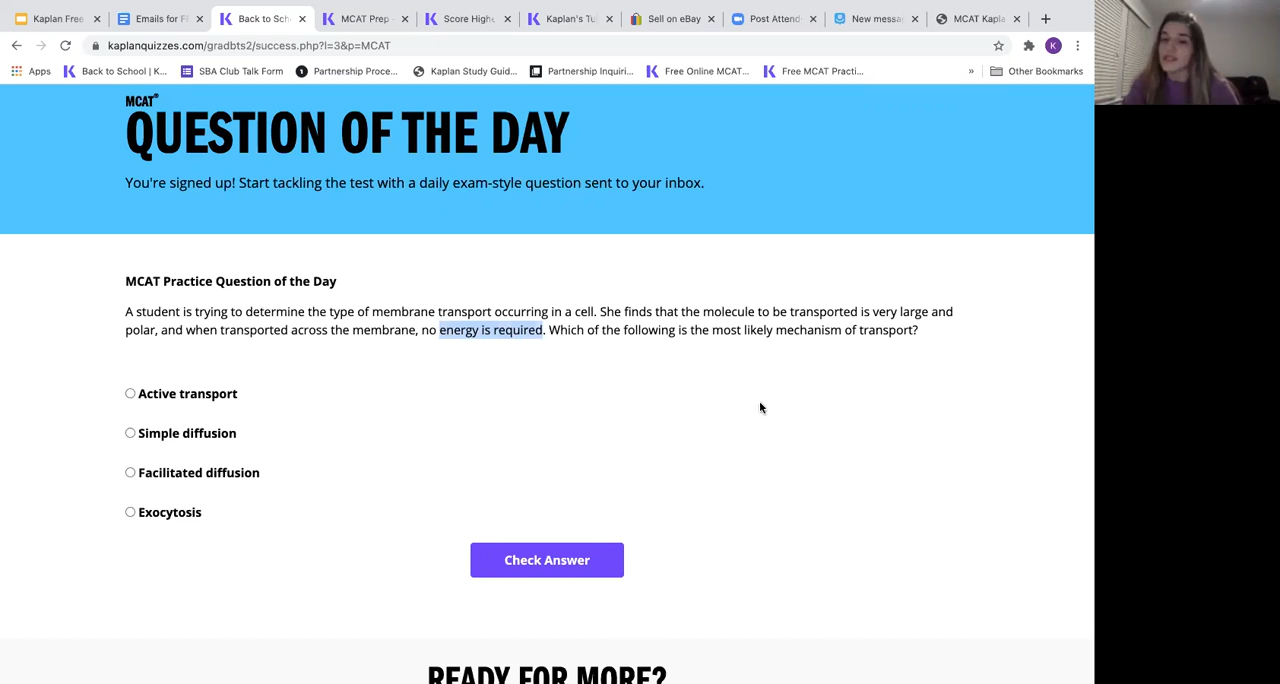 Kaplan Free
Emails for F
Back to Sch
MCAT Prep
Score Highe
Kaplan's Tu
Sell on eBay
Post Attend
New messa
MCAT Kapla
kaplanquizzes.com/gradbts2/success.php?l=3&p=MCAT
K
Apps
Back to School | K...
SBA Club Talk Form
Partnership Proce...
Kaplan Study Guid...
Partnership Inquiri...
Free Online MCAT...
Free MCAT Practi...
»
Other Bookmarks
MCAT®
QUESTION OF THE DAY
You're signed up! Start tackling the test with a daily exam-style question sent to your inbox.
MCAT Practice Question of the Day
A student is trying to determine the type of membrane transport occurring in a cell. She finds that the molecule to be transported is very large and
polar, and when transported across the membrane, no energy is required. Which of the following is the most likely mechanism of transport?
Active transport
Simple diffusion
Facilitated diffusion
Exocytosis
Check Answer
READY FOR MORE?